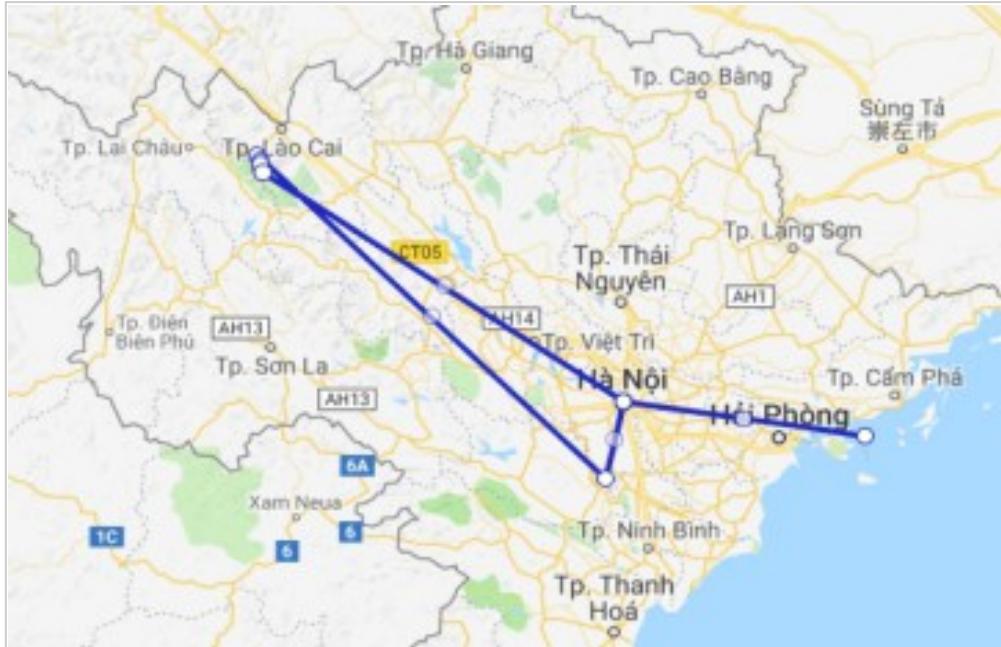 Tp. Hà Giang
Tp. Cao Bằng
Sùng Tả
崇左市
Tp. Lai Châu
Tp. Lào Cai
Tp. Lạng Sơn
CT05
Tp. Thái
Nguyên
AH1
Tp. Điện
Biên Phủ
AH13
AH14
Tp. Việt Trì
Tp. Sơn La
Hà Nội
Tp. Cẩm Phả
AH13
Hải Phòng
6A
Xam Neua
1C
6
6
Tp. Ninh Bình
Tp. Thanh
Hoá